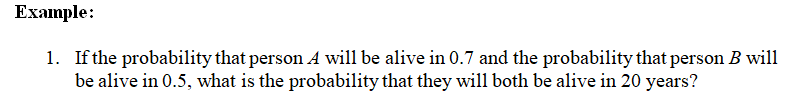 Example:
1. If the probability that person A will be alive in 0.7 and the probability that person B will
be alive in 0.5, what is the probability that they will both be alive in 20 years?